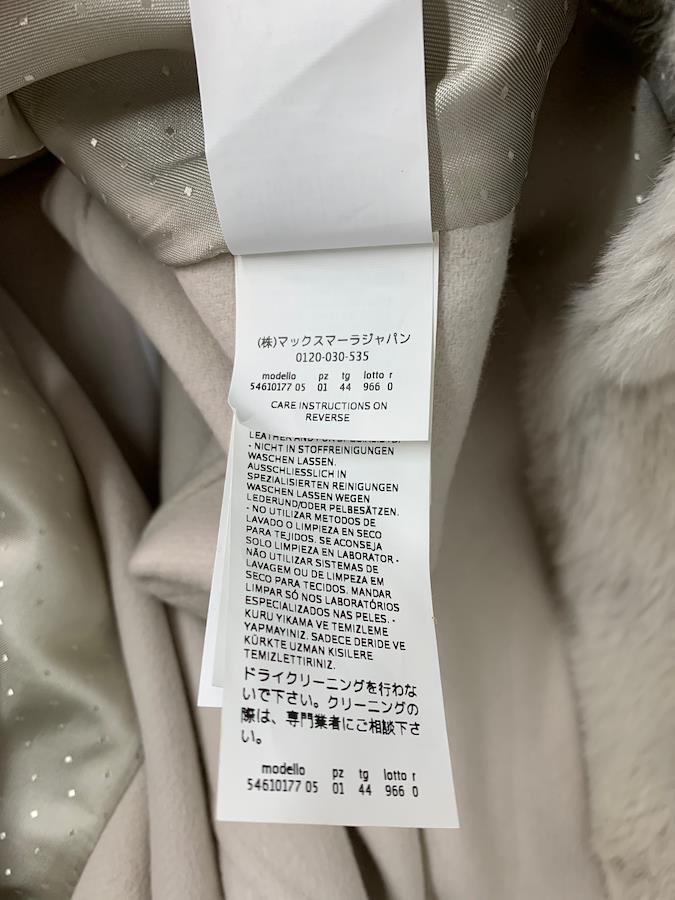 (株)マックスマーラジャパン
0120-030-535
modello pz tg lotto r
54610177 05 01 44 966 0
CARE INSTRUCTIONS ON
REVERSE
LEATHER AND FUR
- NICHT IN STOFFREINIGUNGEN
WASCHEN LASSEN.
AUSSCHLIESSLICH IN
SPEZIALISIERTEN REINIGUNGEN
WASCHEN LASSEN WEGEN
LEDERUND/ODER PELBESÄTZEN.
- NO UTILIZAR METODOS DE
LAVADO O LIMPIEZA EN SECO
PARA TEJIDOS. SE ACONSEJA
SOLO LIMPIEZA EN LABORATOR -
NÃO UTILIZAR SISTEMAS DE
LAVAGEM OU DE LIMPEZA EM
SECO PARA TECIDOS. MANDAR
LIMPAR SÓ NOS LABORATÓRIOS
ESPECIALIZADOS NAS PELES. -
KURU YIKAMA VE TEMIZLEME
YAPMAYINIZ. SADECE DERIDE VE
KÜRKTE UZMAN KISILERE
TEMIZLETTIRINIZ.
ドライクリーニングを行わな
いで下さい。クリーニングの
際は、専門業者にご相談下さ
い。
modello pz tg lotto r
54610177 05 01 44 966 0